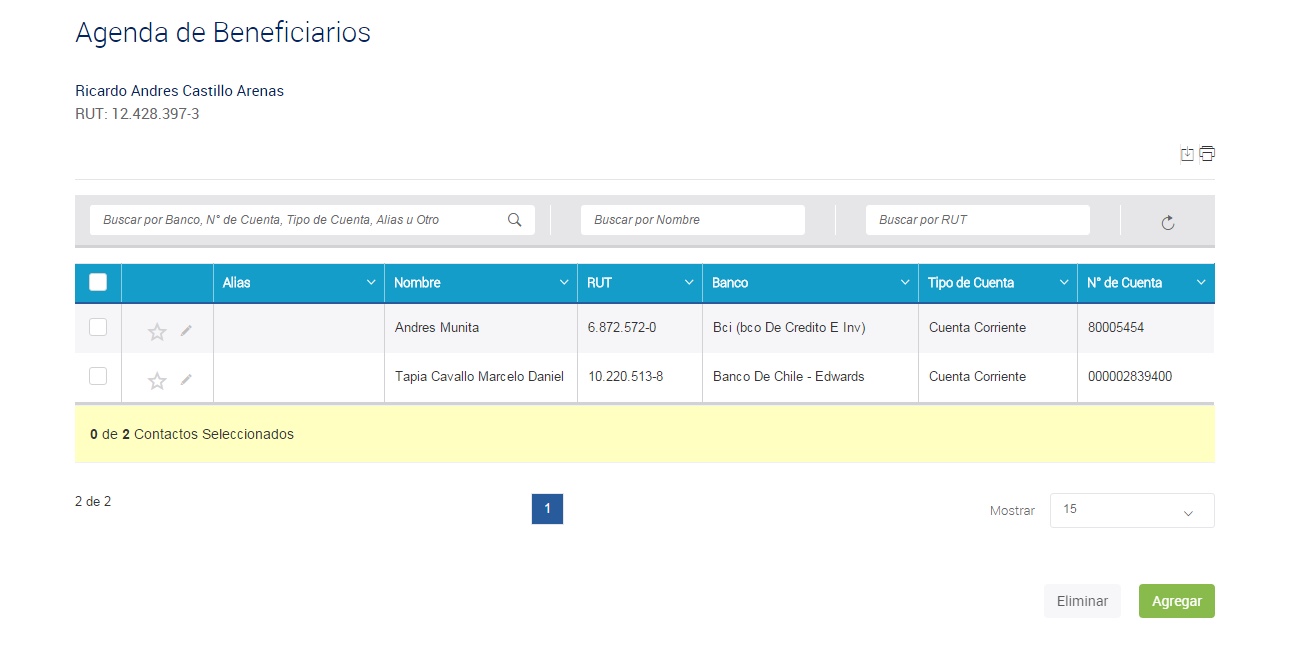 Agenda de Beneficiarios
Ricardo Andres Castillo Arenas
RUT: 12.428.397-3
Buscar por Banco, N° de Cuenta, Tipo de Cuenta, Alias u Otro Buscar por Nombre Buscar por RUT
Alias Nombre RUT Banco Tipo de Cuenta N° de Cuenta
Andres Munita 6.872.572-0 Bci (bco De Credito E Inv) Cuenta Corriente 80005454
Tapia Cavallo Marcelo Daniel 10.220.513-8 Banco De Chile - Edwards Cuenta Corriente 000002839400
0 de 2 Contactos Seleccionados
2 de 2 1 Mostrar 15
Eliminar Agregar